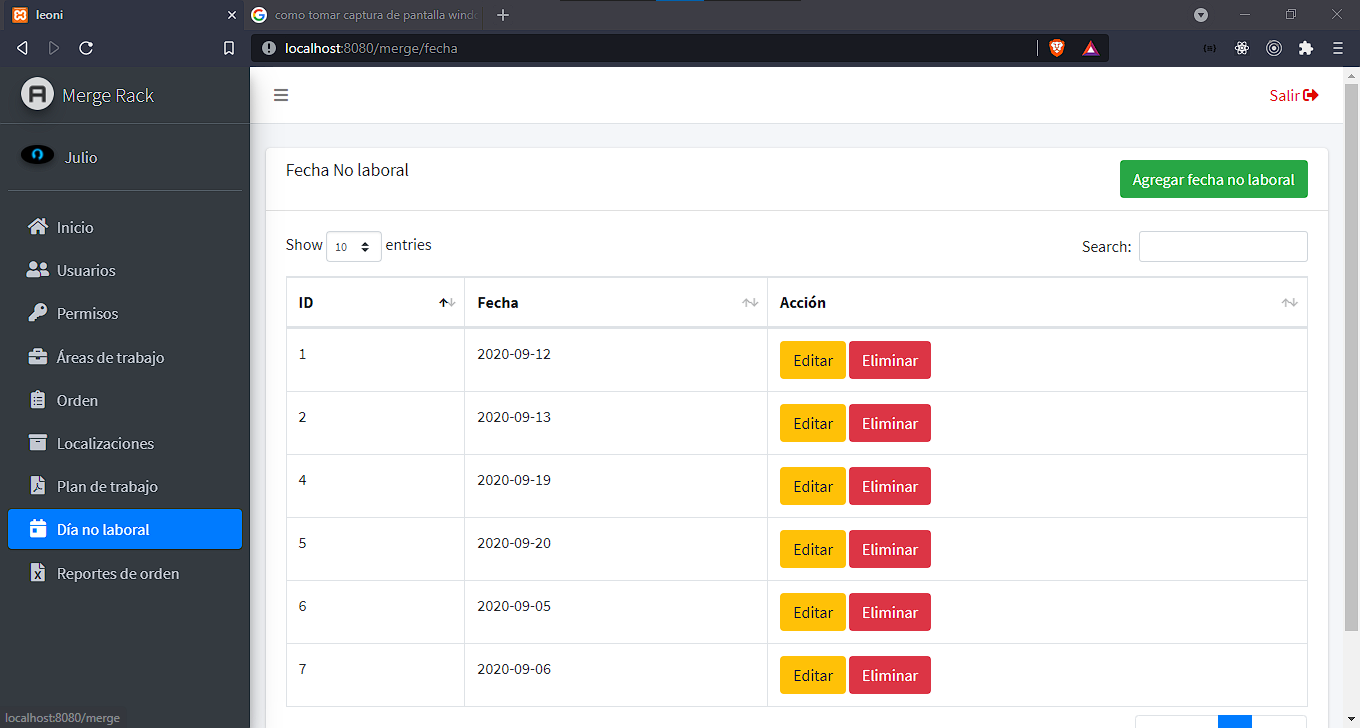 leoni
como tomar captura de pantalla wind
localhost:8080/merge/fecha
Merge Rack
Salir
Julio
Fecha No laboral
Agregar fecha no laboral
Inicio
Usuarios
Permisos
Áreas de trabajo
Orden
Localizaciones
Plan de trabajo
Día no laboral
Reportes de orden
Show 10 entries
Search:
ID Fecha Acción
1 2020-09-12 Editar Eliminar
2 2020-09-13 Editar Eliminar
4 2020-09-19 Editar Eliminar
5 2020-09-20 Editar Eliminar
6 2020-09-05 Editar Eliminar
7 2020-09-06 Editar Eliminar
localhost:8080/merge